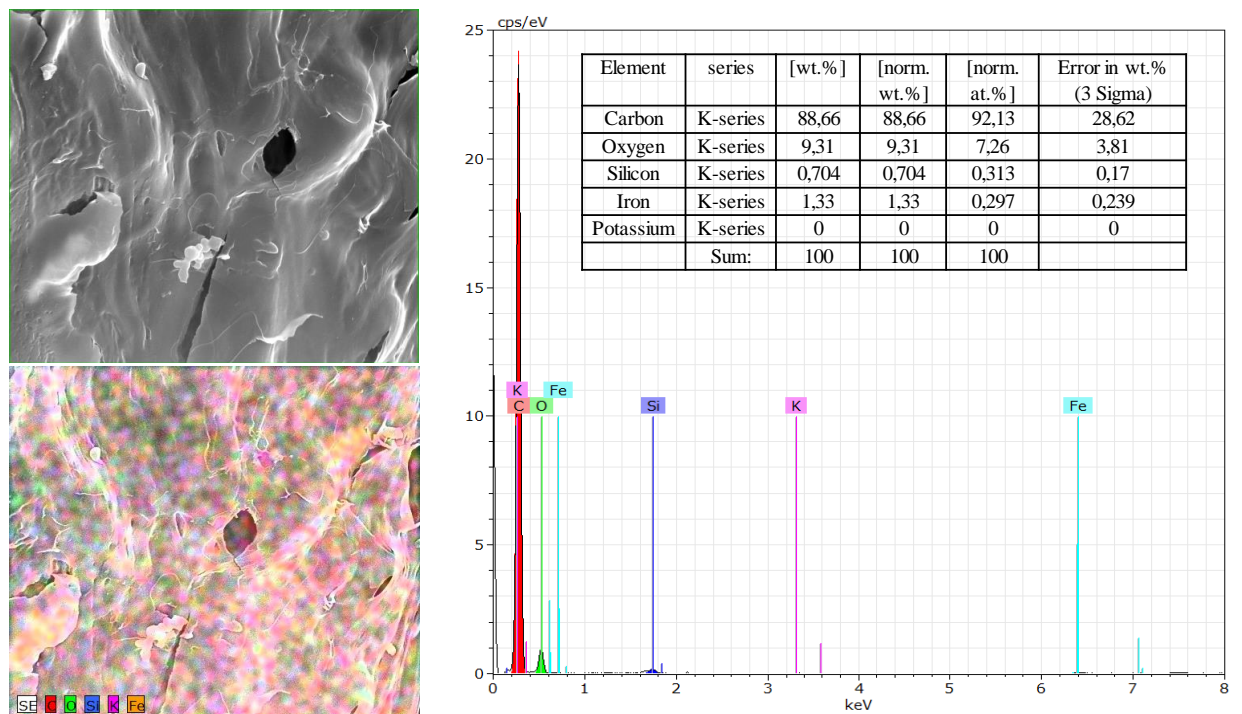 cps/eV
25
20
15
10
5
0
Element series [wt.%] [norm. wt.%] [norm. at.%] Error in wt.% (3 Sigma)
Carbon K-series 88,66 88,66 92,13 28,62
Oxygen K-series 9,31 9,31 7,26 3,81
Silicon K-series 0,704 0,704 0,313 0,17
Iron K-series 1,33 1,33 0,297 0,239
Potassium K-series 0 0 0 0
Sum: 100 100 100
K Fe
C O Si K Fe
0 1 2 3 4 5 6 7 8
keV
SE C O Si K Fe